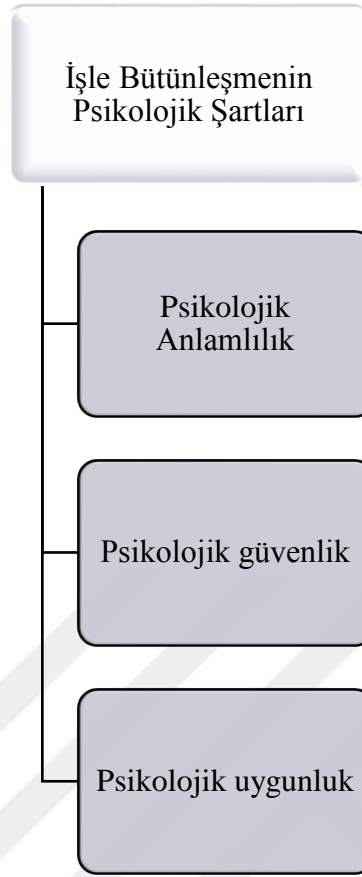 İşle Bütünleşmenin
Psikolojik Şartları
Psikolojik
Anlamlılık
Psikolojik güvenlik
Psikolojik uygunluk